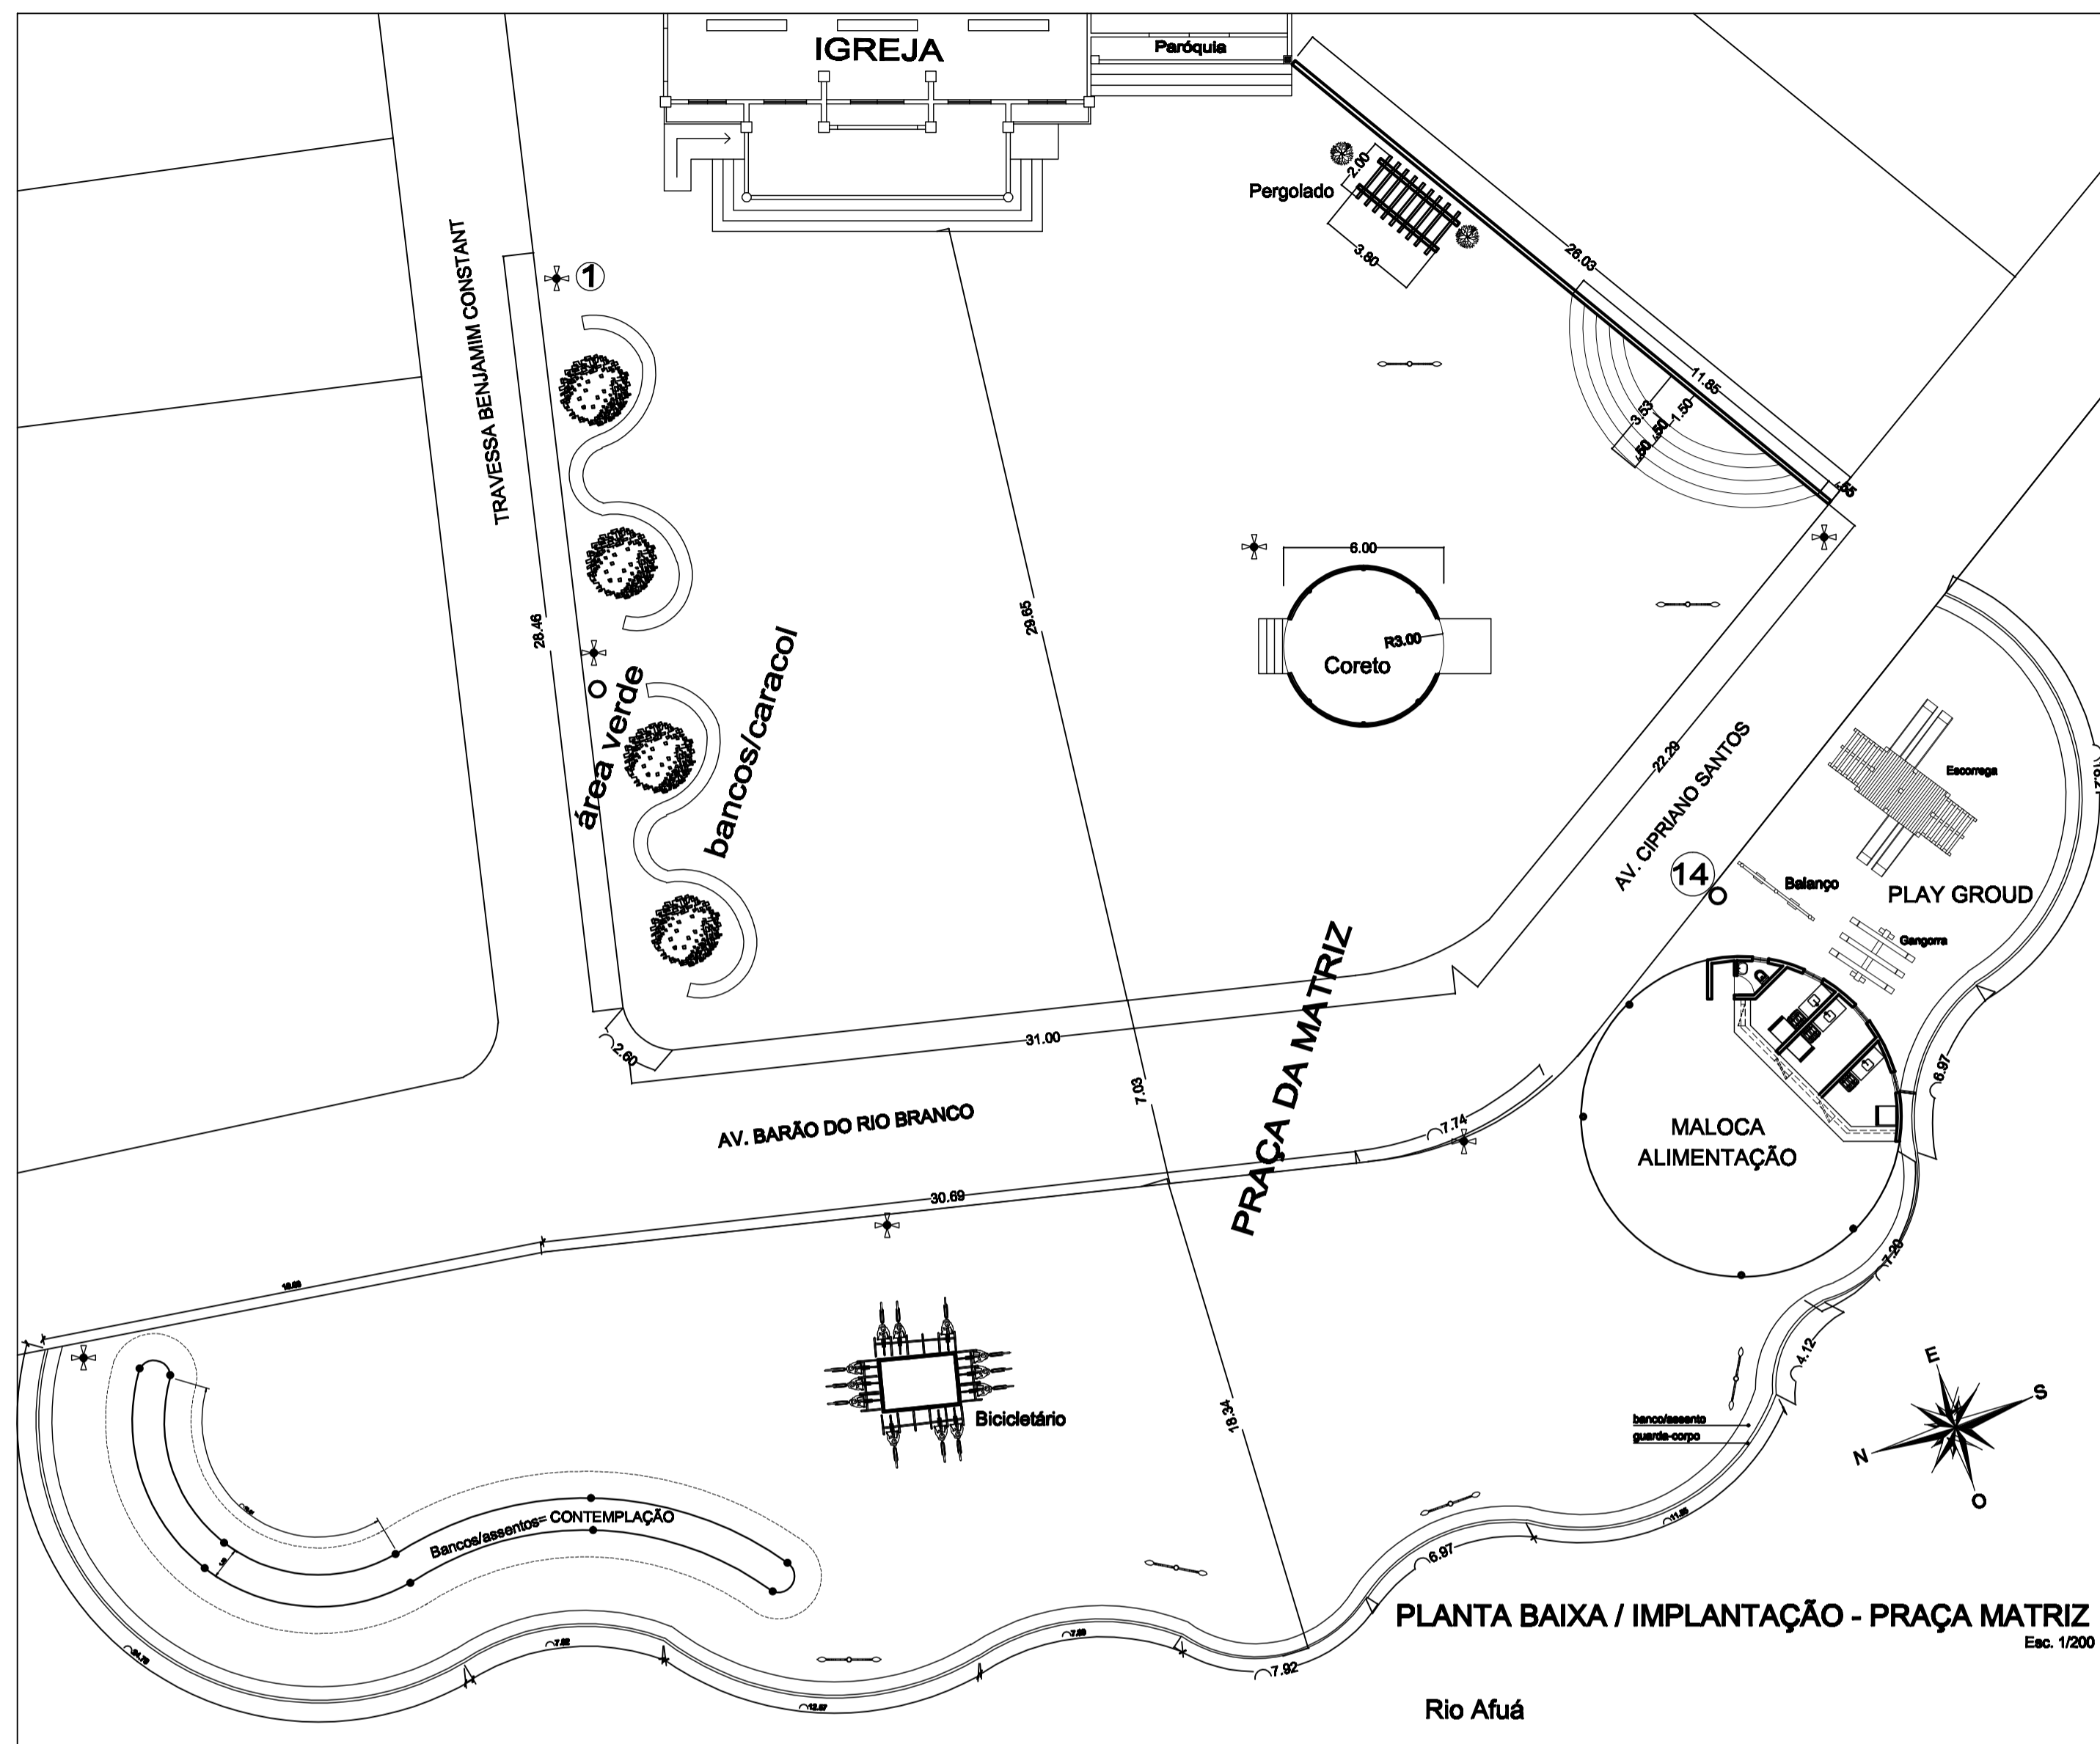 IGREJA
Paróquia
Pergolado
2.00
3.80
26.03
11.85
3.53
1.50
.50
.50
.55
1
TRAVESSA BENJAMIM CONSTANT
28.46
área verde
bancos/caracol
29.65
6.00
R3.00
Coreto
22.29
AV. CIPRIANO SANTOS
14
Escorrega
Balanço
PLAY GROUD
Gangorra
6.97
MALOCA
ALIMENTAÇÃO
PRAÇA DA MATRIZ
31.00
2.60
7.03
7.74
AV. BARÃO DO RIO BRANCO
30.69
7.20
4.12
Bicicletário
18.34
banco/assento
guarda-corpo
E
S
N
O
Bancos/assentos= CONTEMPLAÇÃO
6.97
7.92
PLANTA BAIXA / IMPLANTAÇÃO - PRAÇA MATRIZ
Esc. 1/200
Rio Afuá